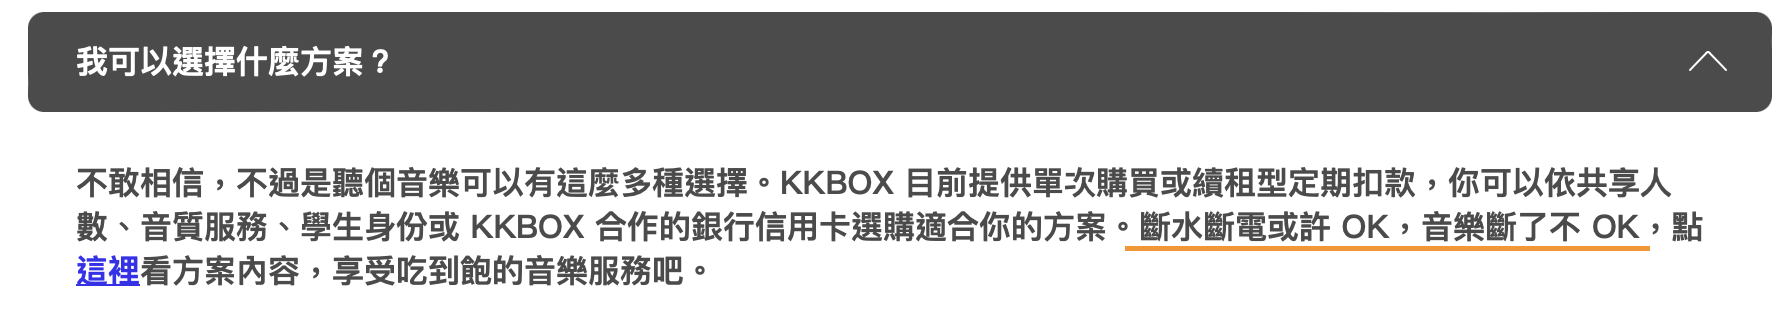 我可以選擇什麼方案？
不敢相信，不過是聽個音樂可以有這麼多種選擇。KKBOX 目前提供單次購買或續租型定期扣款，你可以依共享人
數、音質服務、學生身份或 KKBOX 合作的銀行信用卡選購適合你的方案。斷水斷電或許 OK，音樂斷了不 OK，點
這裡看方案內容，享受吃到飽的音樂服務吧。